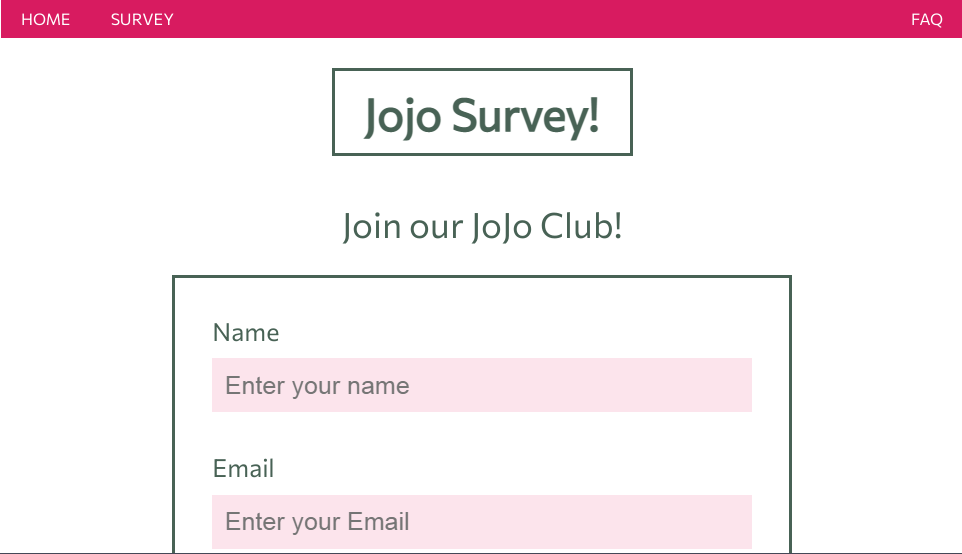 HOME SURVEY FAQ
Jojo Survey!
Join our JoJo Club!
Name
Enter your name
Email
Enter your Email